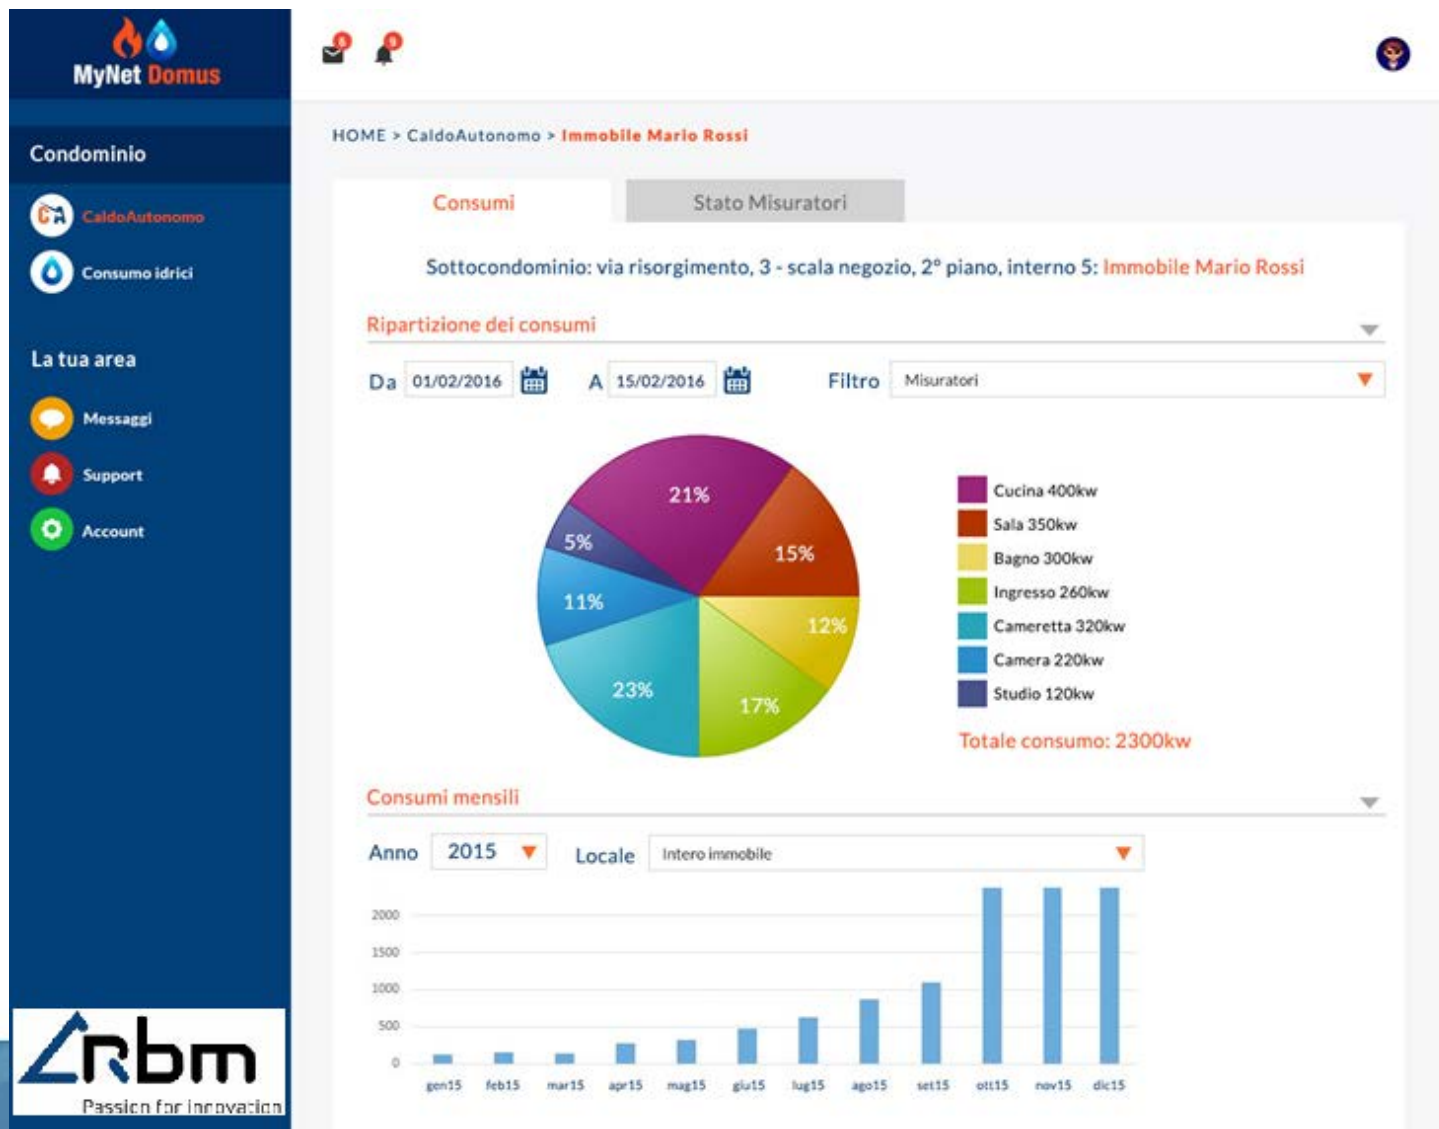 MyNet Domus
6
9
HOME > CaldoAutonomo > Immobile Mario Rossi
Condominio
CA CaldoAutonomo
Consumo idrici
La tua area
Messaggi
Support
Account
Consumi
Stato Misuratori
Sottocondominio: via risorgimento, 3 - scala negozio, 2° piano, interno 5: Immobile Mario Rossi
Ripartizione dei consumi
Da 01/02/2016 A 15/02/2016 Filtro Misuratori
21%
15%
12%
17%
23%
11%
5%
Cucina 400kw
Sala 350kw
Bagno 300kw
Ingresso 260kw
Cameretta 320kw
Camera 220kw
Studio 120kw
Totale consumo: 2300kw
Consumi mensili
Anno 2015 Locale Intero immobile
2000
1500
1000
500
0
gen15 feb15 mar15 apr15 mag15 giu15 lug15 ago15 set15 ott15 nov15 dic15
rbm
Passion for innovation